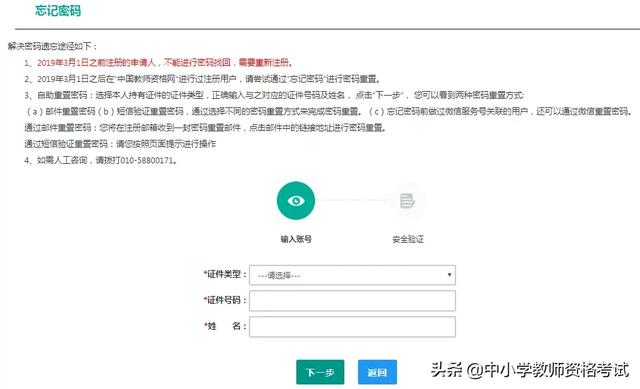 忘记密码
解决密码遗忘途径如下：
1、2019年3月1日之前注册的申请人，不能进行密码找回，需要重新注册。
2、2019年3月1日之后在“中国教师资格网”进行过注册用户，请尝试通过“忘记密码”进行密码重置。
3、自助重置密码：选择本人持有证件的证件类型，正确输入与之对应的证件号码及姓名，点击“下一步”，您可以看到两种密码重置方式:
（a）邮件重置密码（b）短信验证重置密码，通过选择不同的密码重置方式来完成密码重置。（c）忘记密码前做过微信服务号关联的用户，还可以通过微信重置密码。
通过邮件重置密码：您将在注册邮箱收到一封密码重置邮件，点击邮件中的链接地址进行密码重置。
通过短信验证重置密码：请您按照页面提示进行操作
4、如需人工咨询，请拨打010-58800171。
输入账号 安全验证
*证件类型： ---请选择---
*证件号码：
*姓 名：
下一步 返回
头条 @中小学教师资格考试